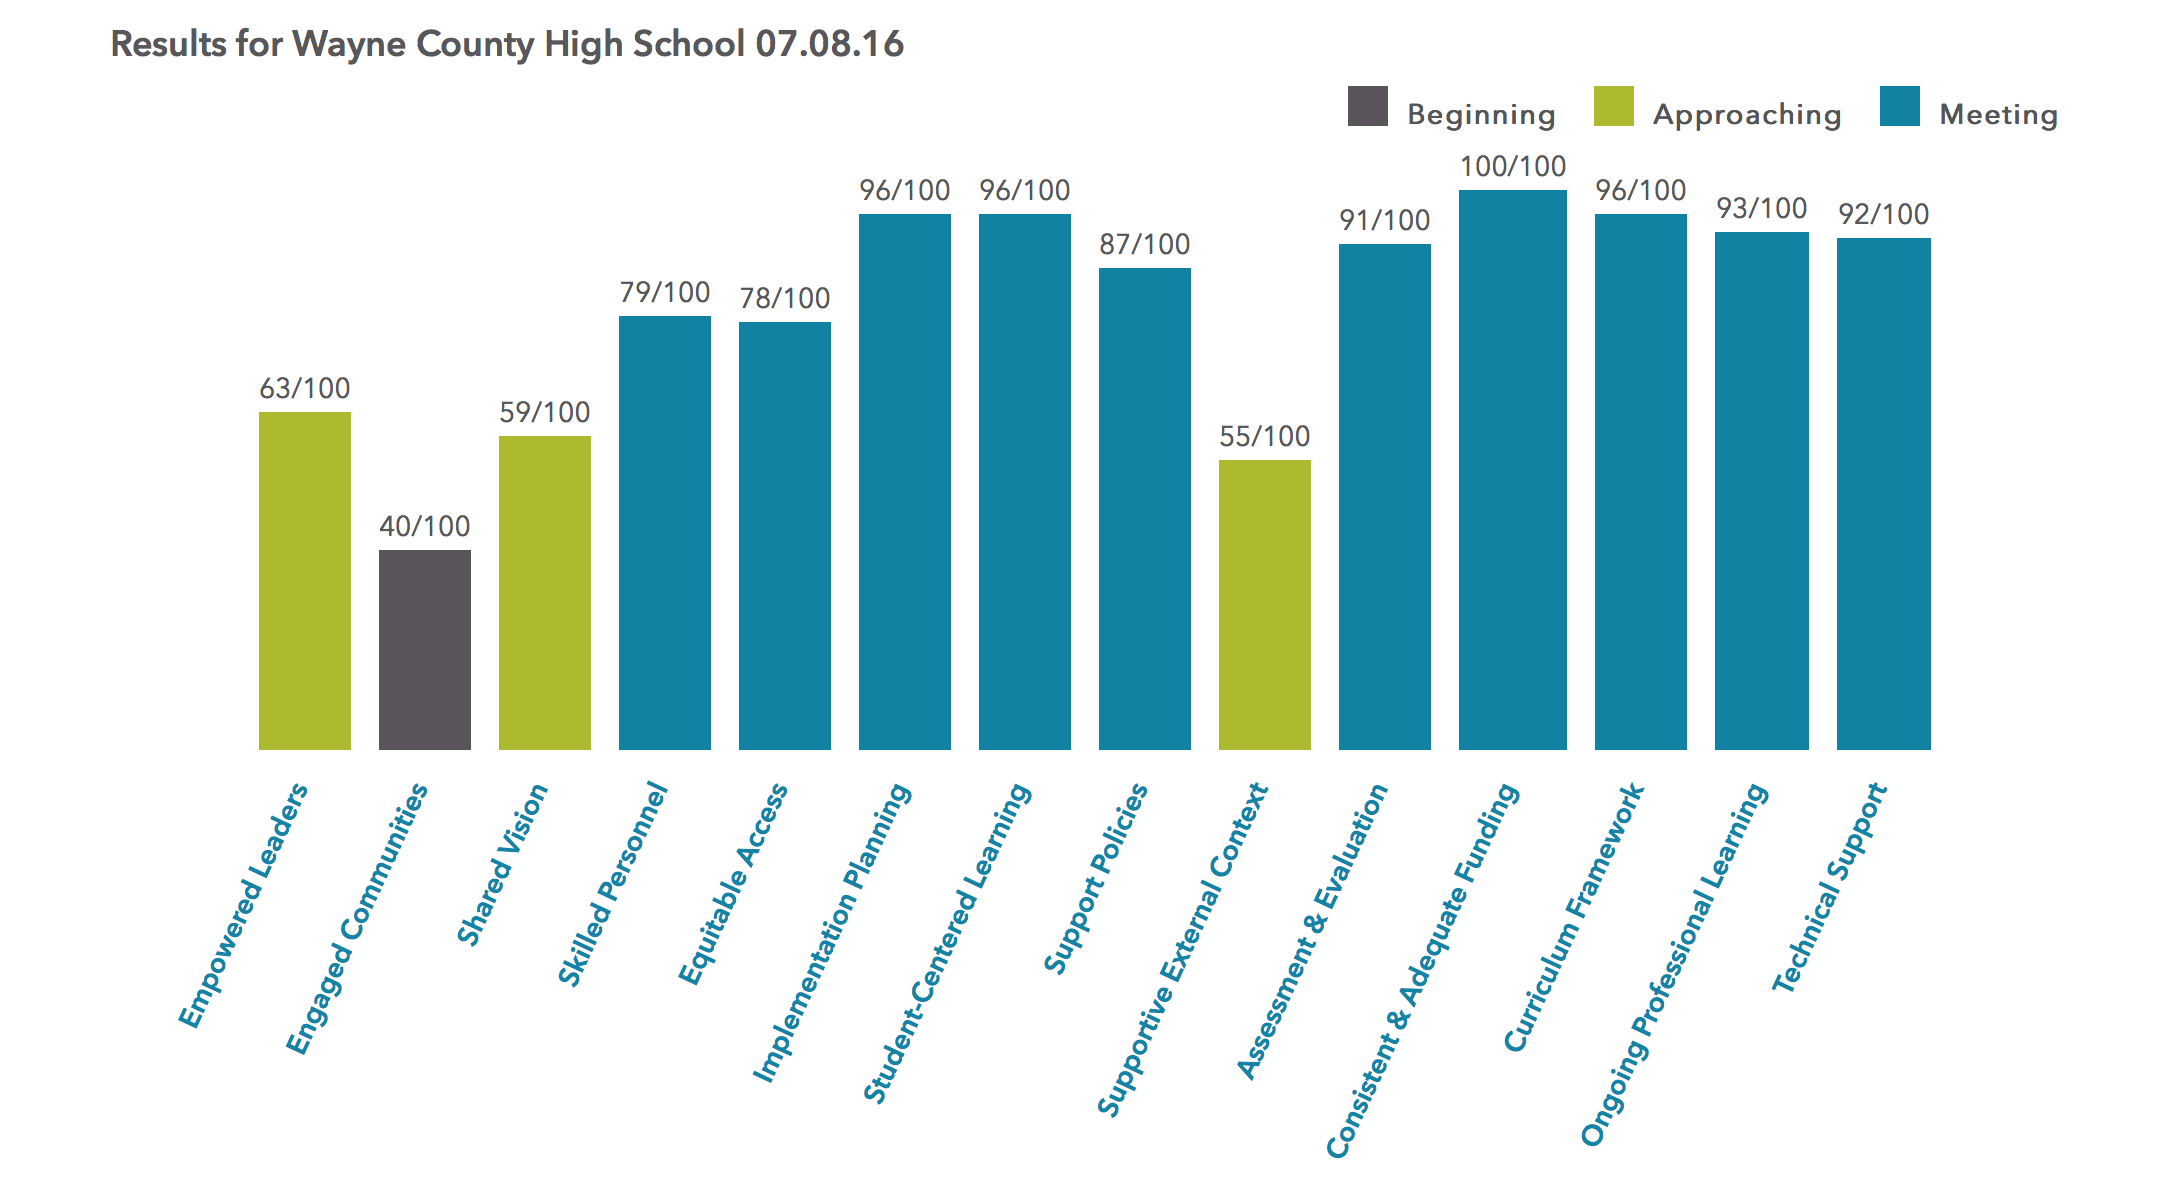 Results for Wayne County High School 07.08.16
Beginning
Approaching
Meeting
63/100
40/100
59/100
79/100
78/100
96/100
96/100
87/100
55/100
91/100
100/100
96/100
93/100
92/100
Empowered Leaders
Engaged Communities
Shared Vision
Skilled Personnel
Equitable Access
Implementation Planning
Student-Centered Learning
Support Policies
Supportive External Context
Assessment & Evaluation
Consistent & Adequate Funding
Curriculum Framework
Ongoing Professional Learning
Technical Support